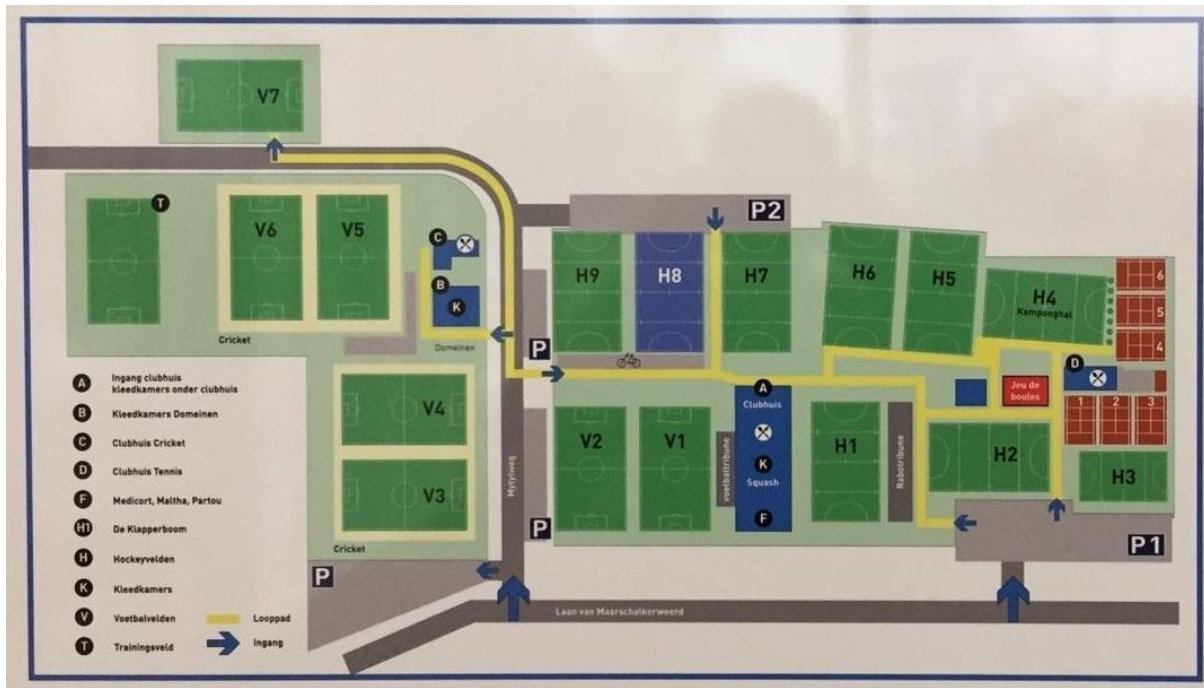 V7
T
V6
V5
C
B
K
Cricket
Domeinen
P2
H9
H8
H7
H6
H5
H4
Kamponghal
6
5
4
P
D
A
Clubhuis
Jeu de
boules
1
2
3
V4
V3
Cricket
Mytylweg
V2
V1
voetbaltribune
K
Squash
F
H1
Rabotribune
H2
H3
P
P
P1
Laan van Maarschalkerweerd
A Ingang clubhuis
kleedkamers onder clubhuis
B Kleedkamers Domeinen
C Clubhuis Cricket
D Clubhuis Tennis
F Medicort, Maltha, Partou
H1 De Klapperboom
H Hockeyvelden
K Kleedkamers
V Voetbalvelden
T Trainingsveld
Looppad
Ingang